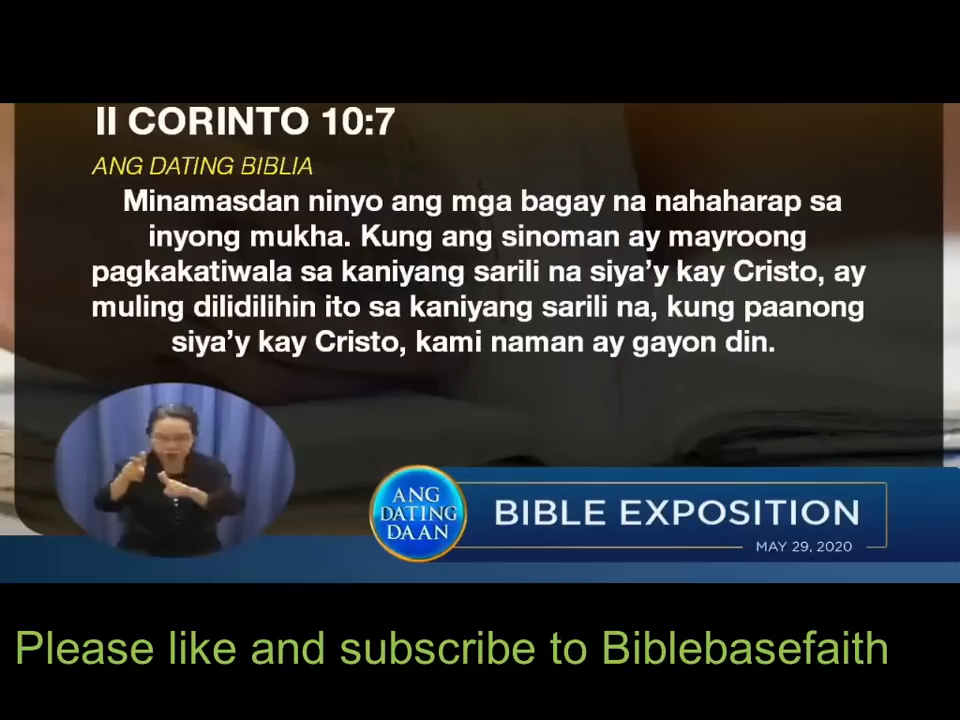 II CORINTO 10:7
ANG DATING BIBLIA
Minamasdan ninyo ang mga bagay na nahaharap sa
inyong mukha. Kung ang sinoman ay mayroong
pagkakatiwala sa kaniyang sarili na siya’y kay Cristo, ay
muling dilidilihin ito sa kaniyang sarili na, kung paanong
siya’y kay Cristo, kami naman ay gayon din.
ANG
DATING
DAAN
BIBLE EXPOSITION
MAY 29, 2020
Please like and subscribe to Biblebasefaith